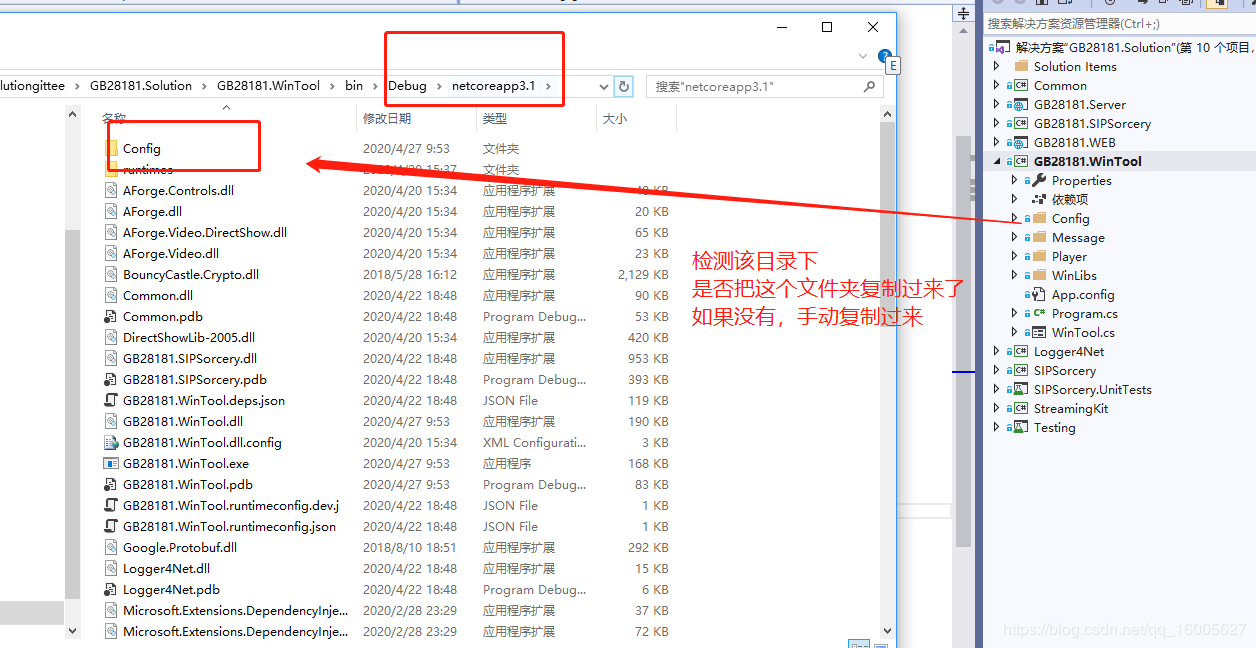 lutiongittee > GB28181.Solution > GB28181.WinTool > bin > Debug > netcoreapp3.1 >
搜索"netcoreapp3.1"
E
名称 修改日期 类型 大小
Config 2020/4/27 9:53 文件夹
runtimes 2020/4/20 15:37 文件夹
AForge.Controls.dll 2020/4/20 15:34 应用程序扩展 48 KB
AForge.dll 2020/4/20 15:34 应用程序扩展 20 KB
AForge.Video.DirectShow.dll 2020/4/20 15:34 应用程序扩展 65 KB
AForge.Video.dll 2020/4/20 15:34 应用程序扩展 23 KB
BouncyCastle.Crypto.dll 2018/5/28 16:12 应用程序扩展 2,129 KB
Common.dll 2020/4/22 18:48 应用程序扩展 90 KB
Common.pdb 2020/4/22 18:48 Program Debug... 53 KB
DirectShowLib-2005.dll 2020/4/20 15:34 应用程序扩展 420 KB
GB28181.SIPSorcery.dll 2020/4/22 18:48 应用程序扩展 953 KB
GB28181.SIPSorcery.pdb 2020/4/22 18:48 Program Debug... 393 KB
GB28181.WinTool.deps.json 2020/4/22 18:48 JSON File 119 KB
GB28181.WinTool.dll 2020/4/27 9:53 应用程序扩展 190 KB
GB28181.WinTool.dll.config 2020/4/20 15:34 XML Configurati... 3 KB
GB28181.WinTool.exe 2020/4/27 9:53 应用程序 168 KB
GB28181.WinTool.pdb 2020/4/27 9:53 Program Debug... 83 KB
GB28181.WinTool.runtimeconfig.dev.j 2020/4/22 18:48 JSON File 1 KB
GB28181.WinTool.runtimeconfig.json 2020/4/22 18:48 JSON File 1 KB
Google.Protobuf.dll 2018/8/10 18:51 应用程序扩展 292 KB
Logger4Net.dll 2020/4/22 18:48 应用程序扩展 15 KB
Logger4Net.pdb 2020/4/22 18:48 Program Debug... 6 KB
Microsoft.Extensions.DependencyInje... 2020/2/28 23:29 应用程序扩展 37 KB
Microsoft.Extensions.DependencyInje... 2020/2/28 23:29 应用程序扩展 72 KB
检测该目录下
是否把这个文件夹复制过来了
如果没有，手动复制过来
搜索解决方案资源管理器(Ctrl+;)
解决方案"GB28181.Solution"(第 10 个项目，
Solution Items
Common
GB28181.Server
GB28181.SIPSorcery
GB28181.WEB
GB28181.WinTool
Properties
依赖项
Config
Message
Player
WinLibs
App.config
Program.cs
WinTool.cs
Logger4Net
SIPSorcery
SIPSorcery.UnitTests
StreamingKit
Testing
https://blog.csdn.net/qq_16005627